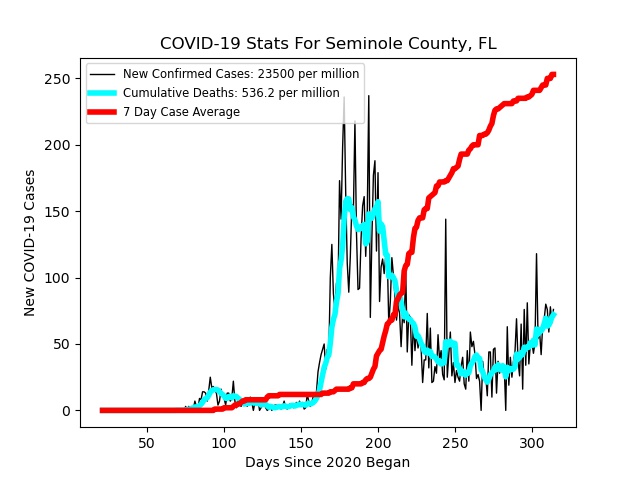 COVID-19 Stats For Seminole County, FL
New Confirmed Cases: 23500 per million
Cumulative Deaths: 536.2 per million
7 Day Case Average
New COVID-19 Cases
250
200
150
100
50
0
50 100 150 200 250 300
Days Since 2020 Began